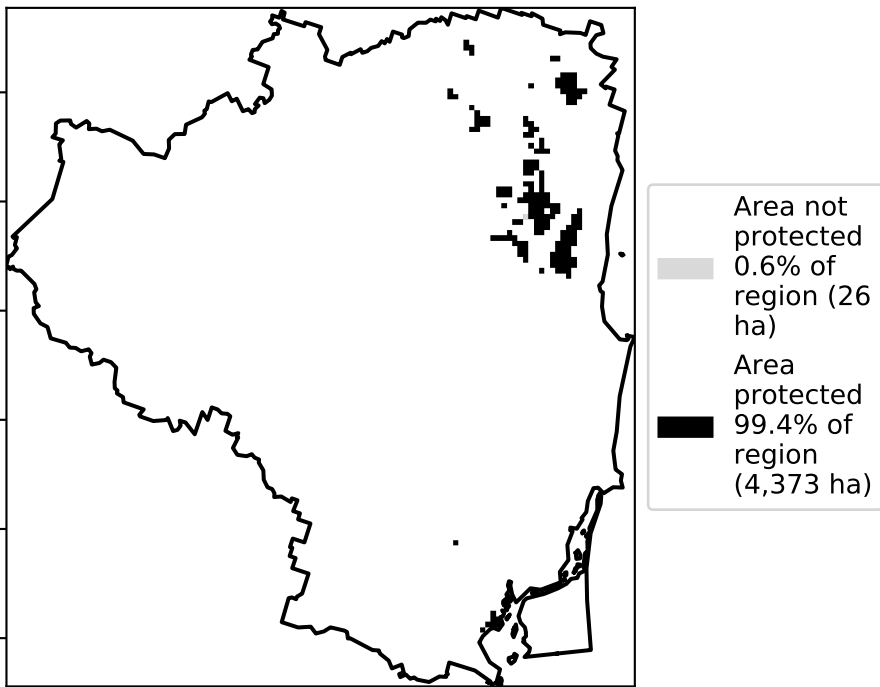 Area not
protected
0.6% of
region (26
ha)
Area
protected
99.4% of
region
(4,373 ha)